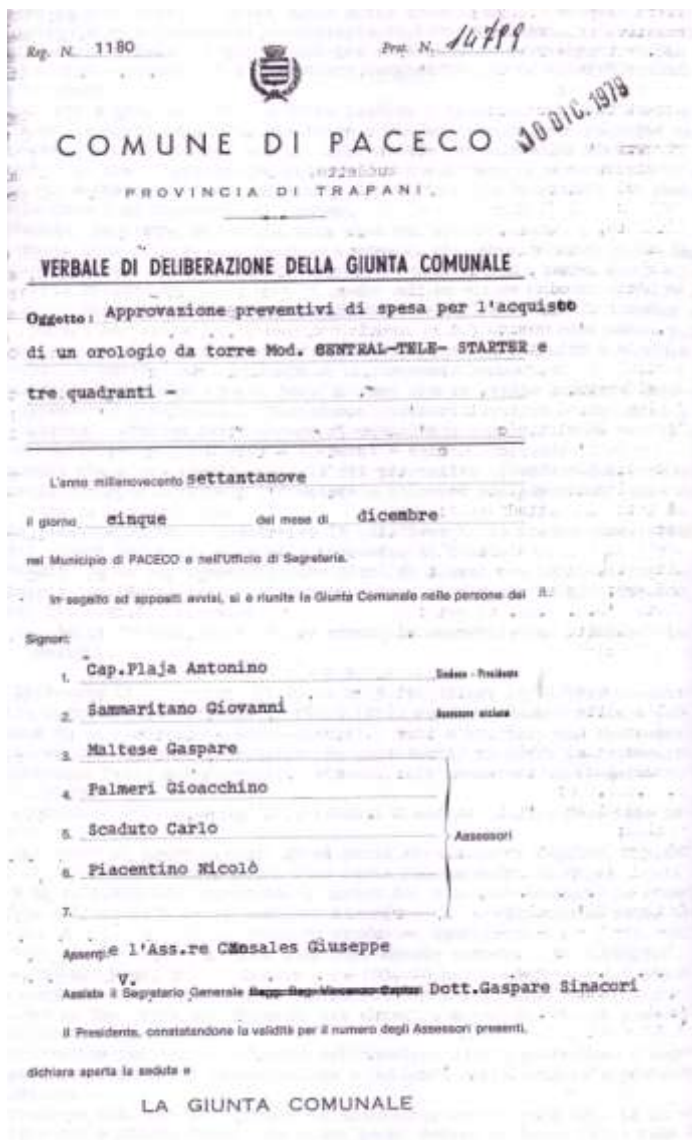 Reg. N. 1180
Prot. N. 14789
10 DIC. 1979
COMUNE DI PACECO
PROVINCIA DI TRAPANI
VERBALE DI DELIBERAZIONE DELLA GIUNTA COMUNALE
Oggetto: Approvazione preventivi di spesa per l'acquisto
di un orologio da torre Mod. CENTRAL-TELE- STARTER e
tre quadranti -
L'anno millenovecento settantanove
il giorno cinque del mese di dicembre
nel Municipio di PACECO e nell'Ufficio di Segreteria.
In seguito ad appositi avvisi, si è riunita la Giunta Comunale nelle persone dei
Signori:
1. Cap.Plaja Antonino Sindaco - Presidente
2. Sammaritano Giovanni Assessore anziano
3. Maltese Gaspare
4. Palmeri Gioacchino
5. Scaduto Carlo Assessori
6. Piacentino Nicolò
7.
Assente l'Ass.re Cansales Giuseppe
V.
Assiste il Segretario Generale Dott.Gaspare Sinacori
Il Presidente, constatandone la validità per il numero degli Assessori presenti,
dichiara aperta la seduta e
LA GIUNTA COMUNALE